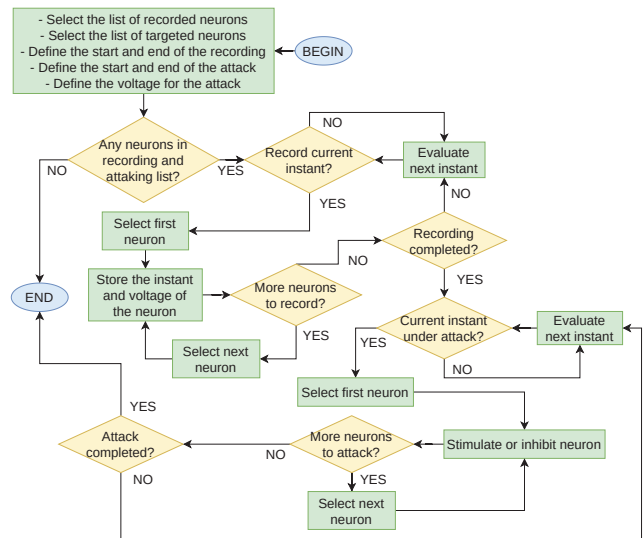 - Select the list of recorded neurons
- Select the list of targeted neurons
- Define the start and end of the recording
- Define the start and end of the attack
- Define the voltage for the attack
BEGIN
NO
Any neurons in
recording and
attaking list?
Record current
instant?
Evaluate
next instant
NO
YES
NO
YES
Select first
neuron
Recording
completed?
NO
Store the instant
and voltage of
the neuron
More neurons
to record?
YES
END
Current instant
under attack?
Evaluate
next instant
YES
YES
Select next
neuron
NO
Select first neuron
YES
Attack
completed?
More neurons
to attack?
Stimulate or inhibit neuron
NO
NO
YES
Select next
neuron